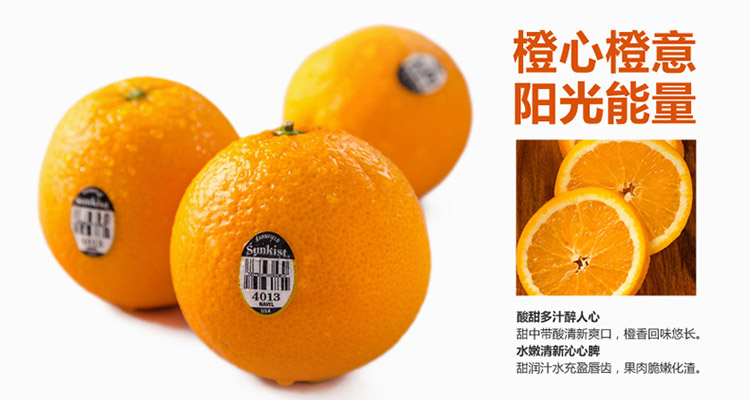 橙心橙意
阳光能量
Sunkist
Sunkist
4013
NAVEL
USA
酸甜多汁醉人心
甜中带酸清新爽口，橙香回味悠长。
水嫩清新沁心脾
甜润汁水充盈唇齿，果肉脆嫩化渣。